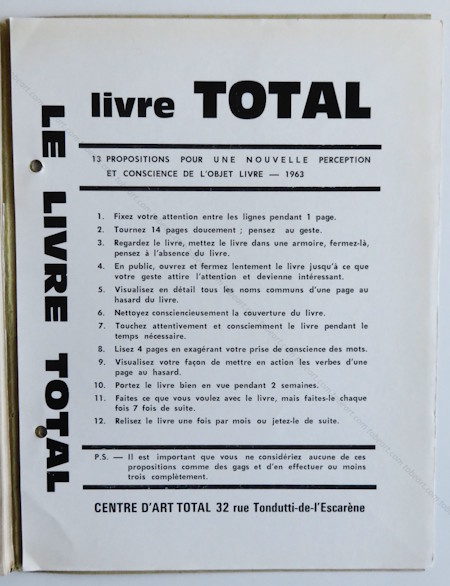 LE LIVRE TOTAL
livre TOTAL
13 PROPOSITIONS POUR UNE NOUVELLE PERCEPTION
ET CONSCIENCE DE L'OBJET LIVRE — 1963
1. Fixez votre attention entre les lignes pendant 1 page.
2. Tournez 14 pages doucement ; pensez au geste.
3. Regardez le livre, mettez le livre dans une armoire, fermez-là,
pensez à l'absence du livre.
4. En public, ouvrez et fermez lentement le livre jusqu'à ce que
votre geste attire l'attention et devienne intéressant.
5. Visualisez en détail tous les noms communs d'une page au
hasard du livre.
6. Nettoyez consciencieusement la couverture du livre.
7. Touchez attentivement et consciemment le livre pendant le
temps nécessaire.
8. Lisez 4 pages en exagérant votre prise de conscience des mots.
9. Visualisez votre façon de mettre en action les verbes d'une
page au hasard.
10. Portez le livre bien en vue pendant 2 semaines.
11. Faites ce que vous voulez avec le livre, mais faites-le chaque
fois 7 fois de suite.
12. Relisez le livre une fois par mois ou jetez-le de suite.
P.S. — Il est important que vous ne considériez aucune de ces
propositions comme des gags et d'en effectuer ou moins
trois complètement.
CENTRE D'ART TOTAL 32 rue Tondutti-de-l'Escarène